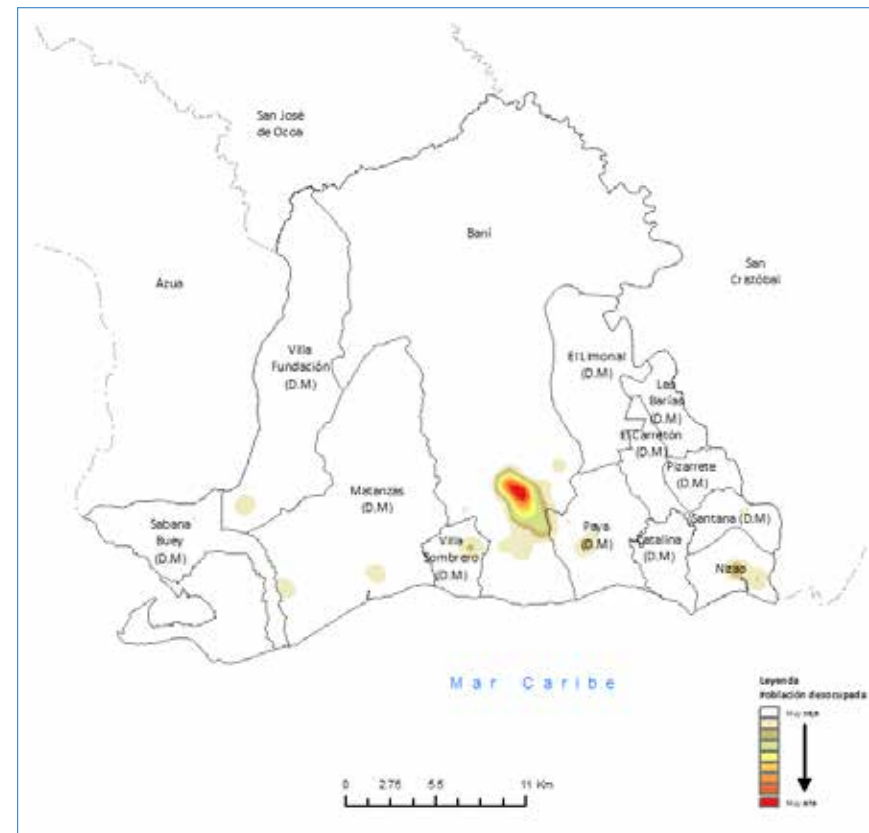 San José
de Ocoa
Baní
San
Cristóbal
Azua
Villa
Fundación
(D.M)
El Limonal
(D.M)
Las
Barías
(D.M)
El Carretón
(D.M)
Pizarrete
(D.M)
Matanzas
(D.M)
Sabana
Buey
(D.M)
Villa
Sombrero
(D.M)
Paya
(D.M)
Catalina
(D.M)
Santana (D.M)
Nizao
Mar Caribe
Leyenda
Población desocupada
Muy baja
Muy alta
0 2.75 5.5 11 Km